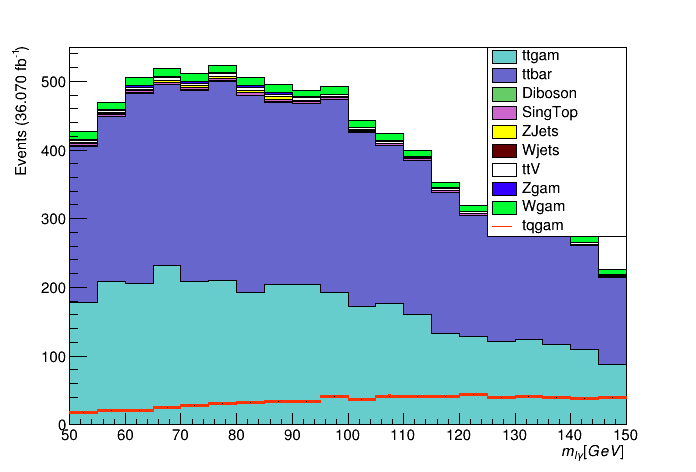 Events (36.070 fb⁻¹)
500
400
300
200
100
0
50 60 70 80 90 100 110 120 130 140 150
m_lγ[GeV]
ttgam
ttbar
Diboson
SingTop
ZJets
Wjets
ttV
Zgam
Wgam
tqgam